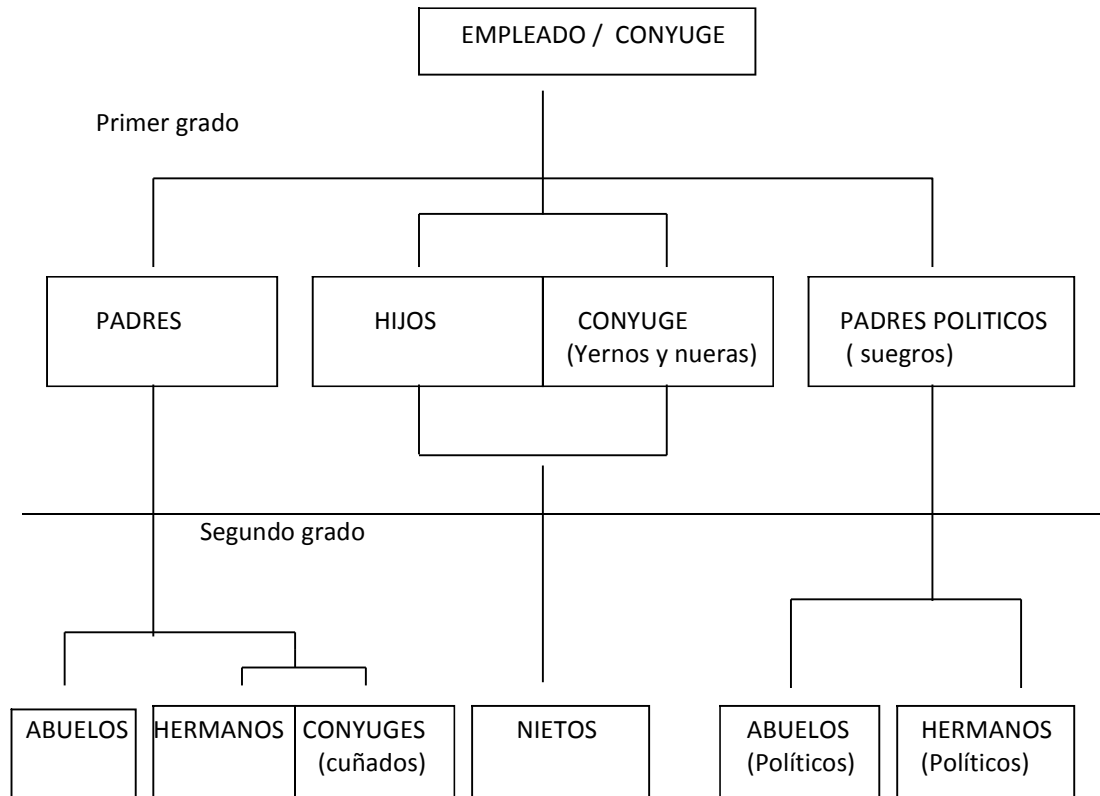 EMPLEADO / CONYUGE
Primer grado
PADRES
HIJOS
CONYUGE
(Yernos y nueras)
PADRES POLITICOS
( suegros)
Segundo grado
ABUELOS
HERMANOS
CONYUGES
(cuñados)
NIETOS
ABUELOS
(Políticos)
HERMANOS
(Políticos)